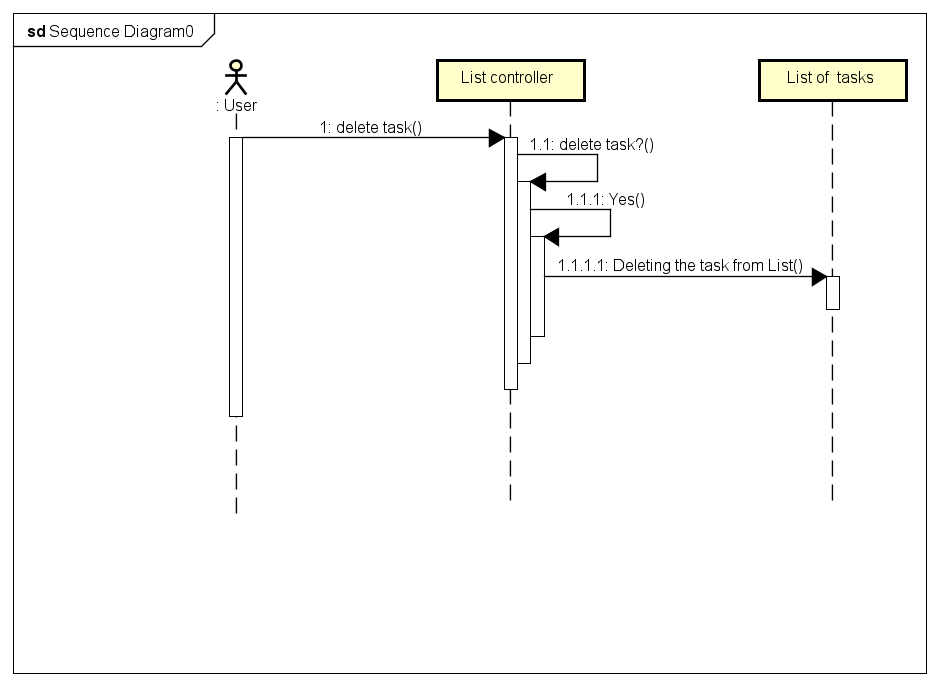 sd Sequence Diagram0
: User
List controller
List of tasks
1: delete task()
1.1: delete task?()
1.1.1: Yes()
1.1.1.1: Deleting the task from List()